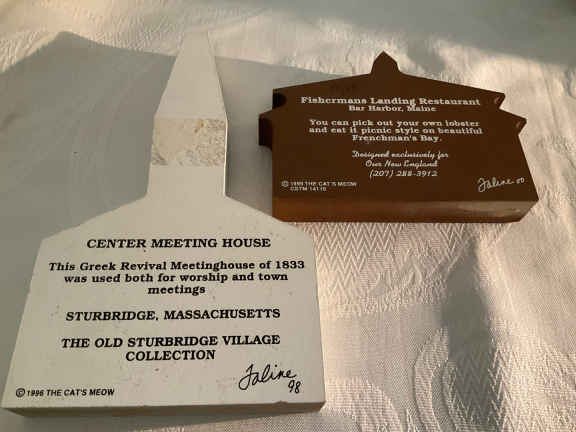 CENTER MEETING HOUSE
This Greek Revival Meetinghouse of 1833
was used both for worship and town
meetings
STURBRIDGE, MASSACHUSETTS
THE OLD STURBRIDGE VILLAGE
COLLECTION
Faline
98
© 1996 THE CAT'S MEOW
Fishermans Landing Restaurant
Bar Harbor, Maine
You can pick out your own lobster
and eat it picnic style on beautiful
Frenchman's Bay.
Designed exclusively for
Our New England
(207) 288-3912
© 1999 THE CAT'S MEOW
CSTM 14110
Faline 00